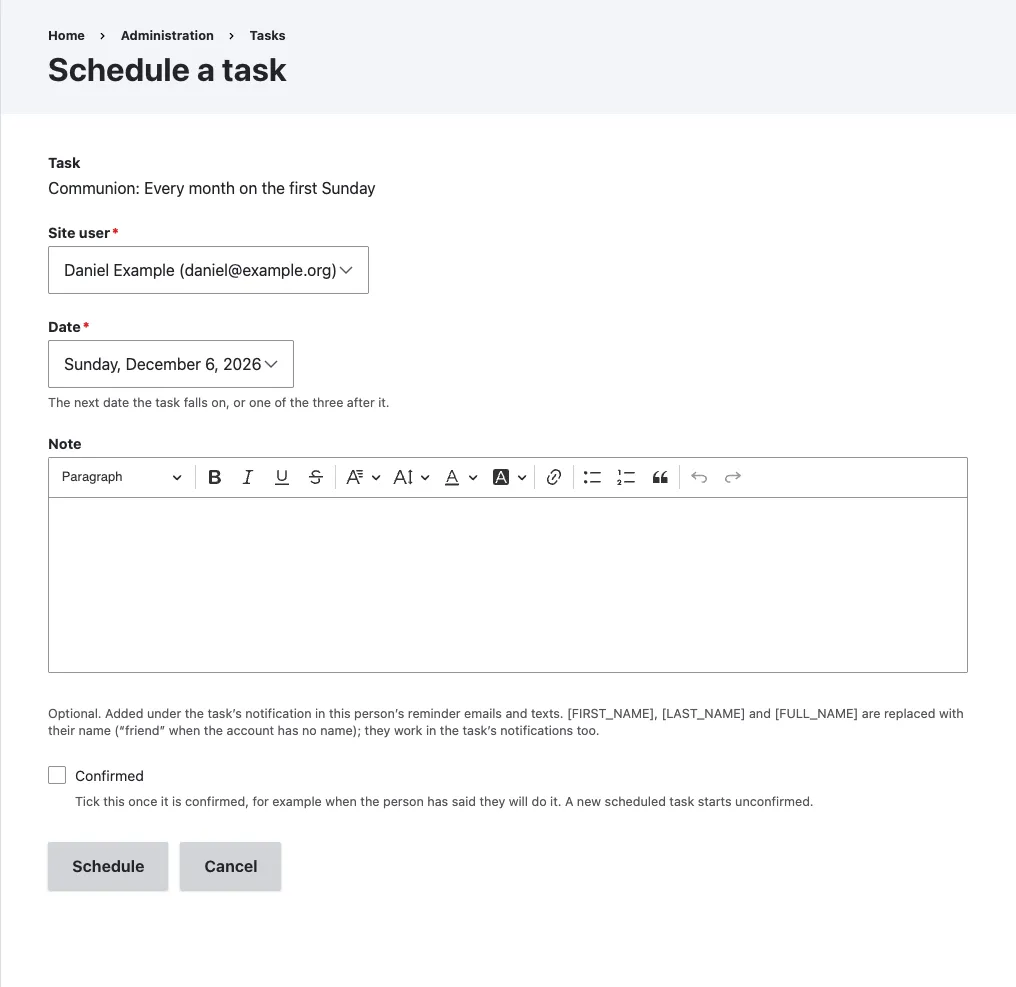 Home › Administration › Tasks
Schedule a task
Task
Communion: Every month on the first Sunday
Site user*
Daniel Example (daniel@example.org)
Date*
Sunday, December 6, 2026
The next date the task falls on, or one of the three after it.
Note
Paragraph
Optional. Added under the task’s notification in this person’s reminder emails and texts. [FIRST_NAME], [LAST_NAME] and [FULL_NAME] are replaced with
their name (“friend” when the account has no name); they work in the task’s notifications too.
Confirmed
Tick this once it is confirmed, for example when the person has said they will do it. A new scheduled task starts unconfirmed.
Schedule Cancel